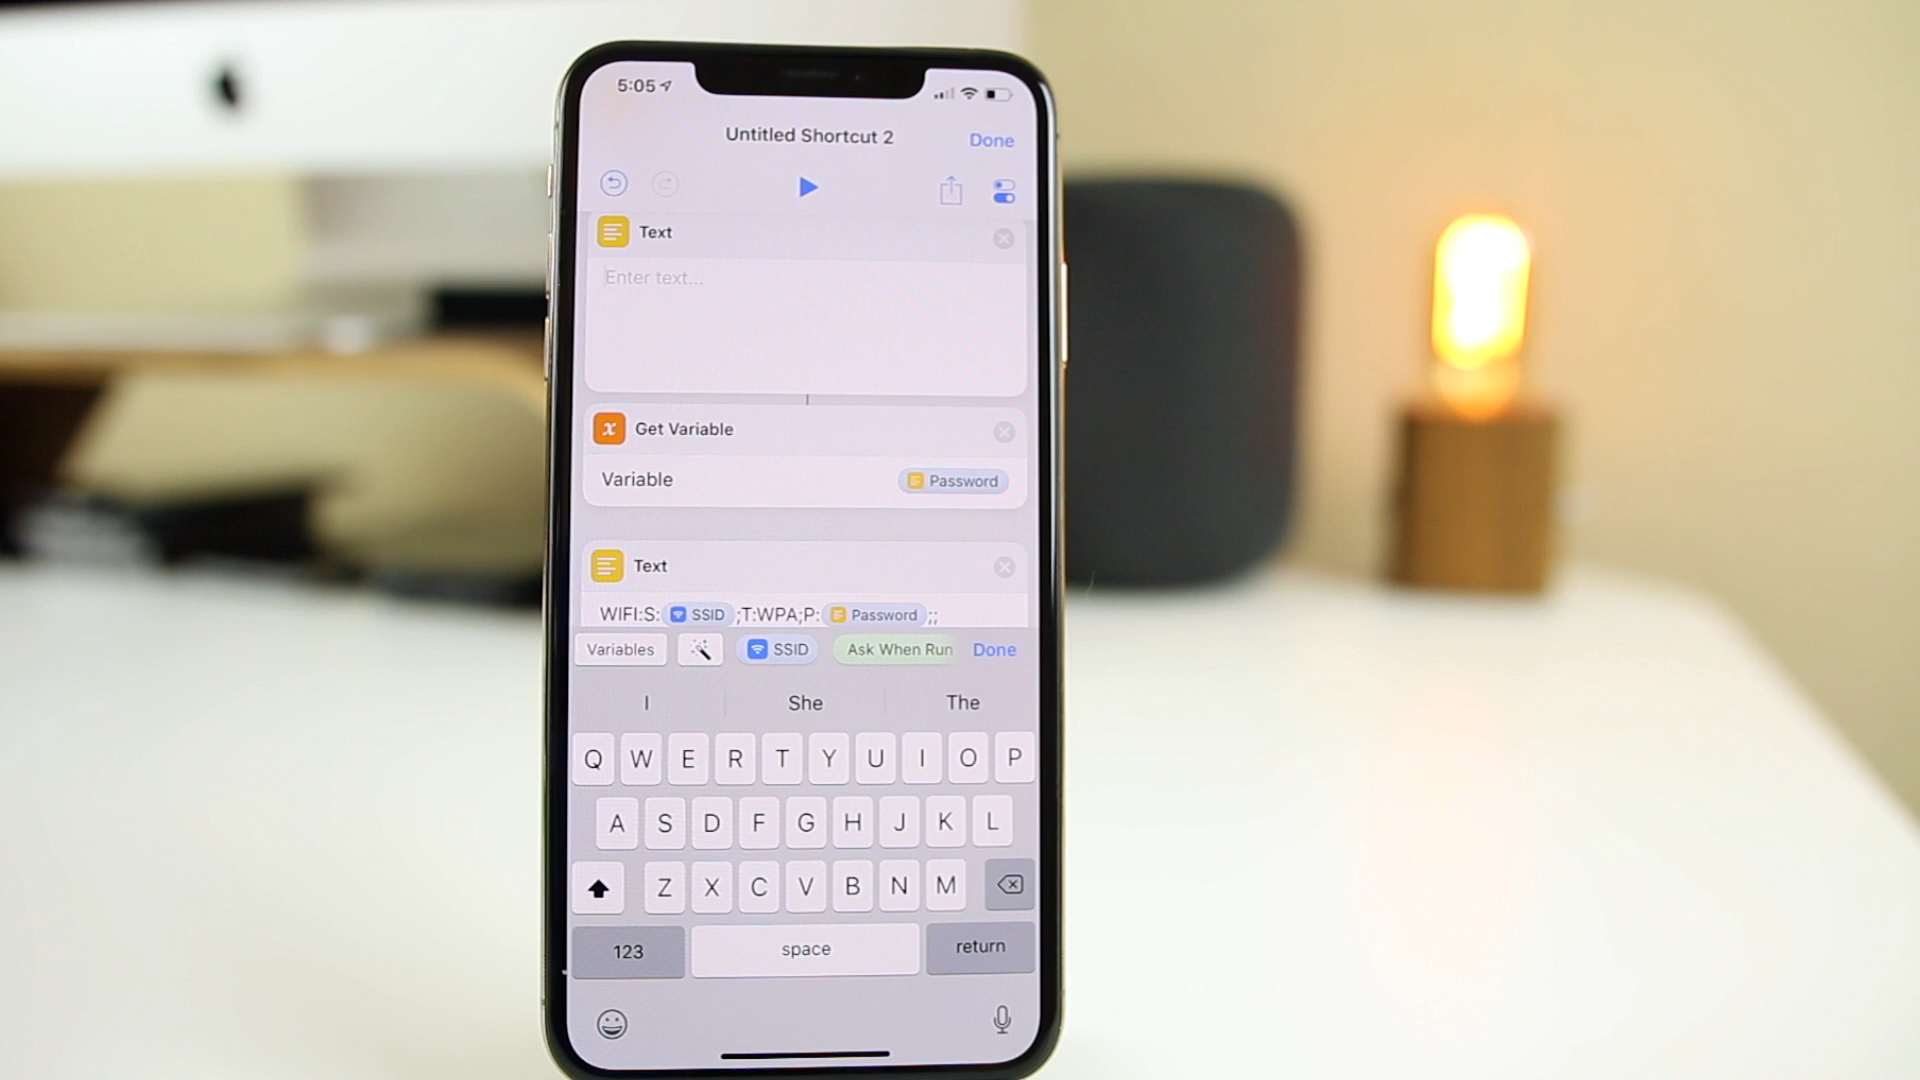 5:05
Untitled Shortcut 2
Done
Text
Enter text...
Get Variable
Variable
Password
Text
WIFI:S: SSID ;T:WPA;P: Password ;;
Variables
SSID
Ask When Run
Done
I She The
Q W E R T Y U I O P
A S D F G H J K L
Z X C V B N M
123 space return